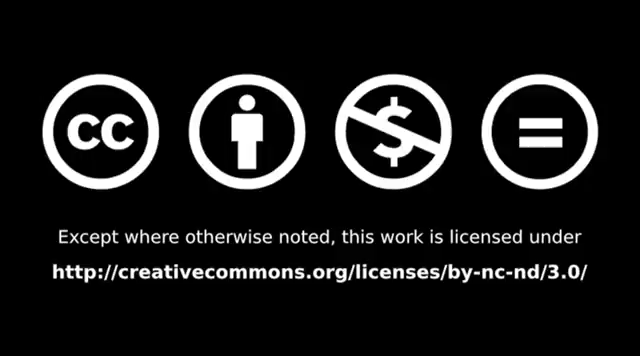 cc
$
=
Except where otherwise noted, this work is licensed under
http://creativecommons.org/licenses/by-nc-nd/3.0/